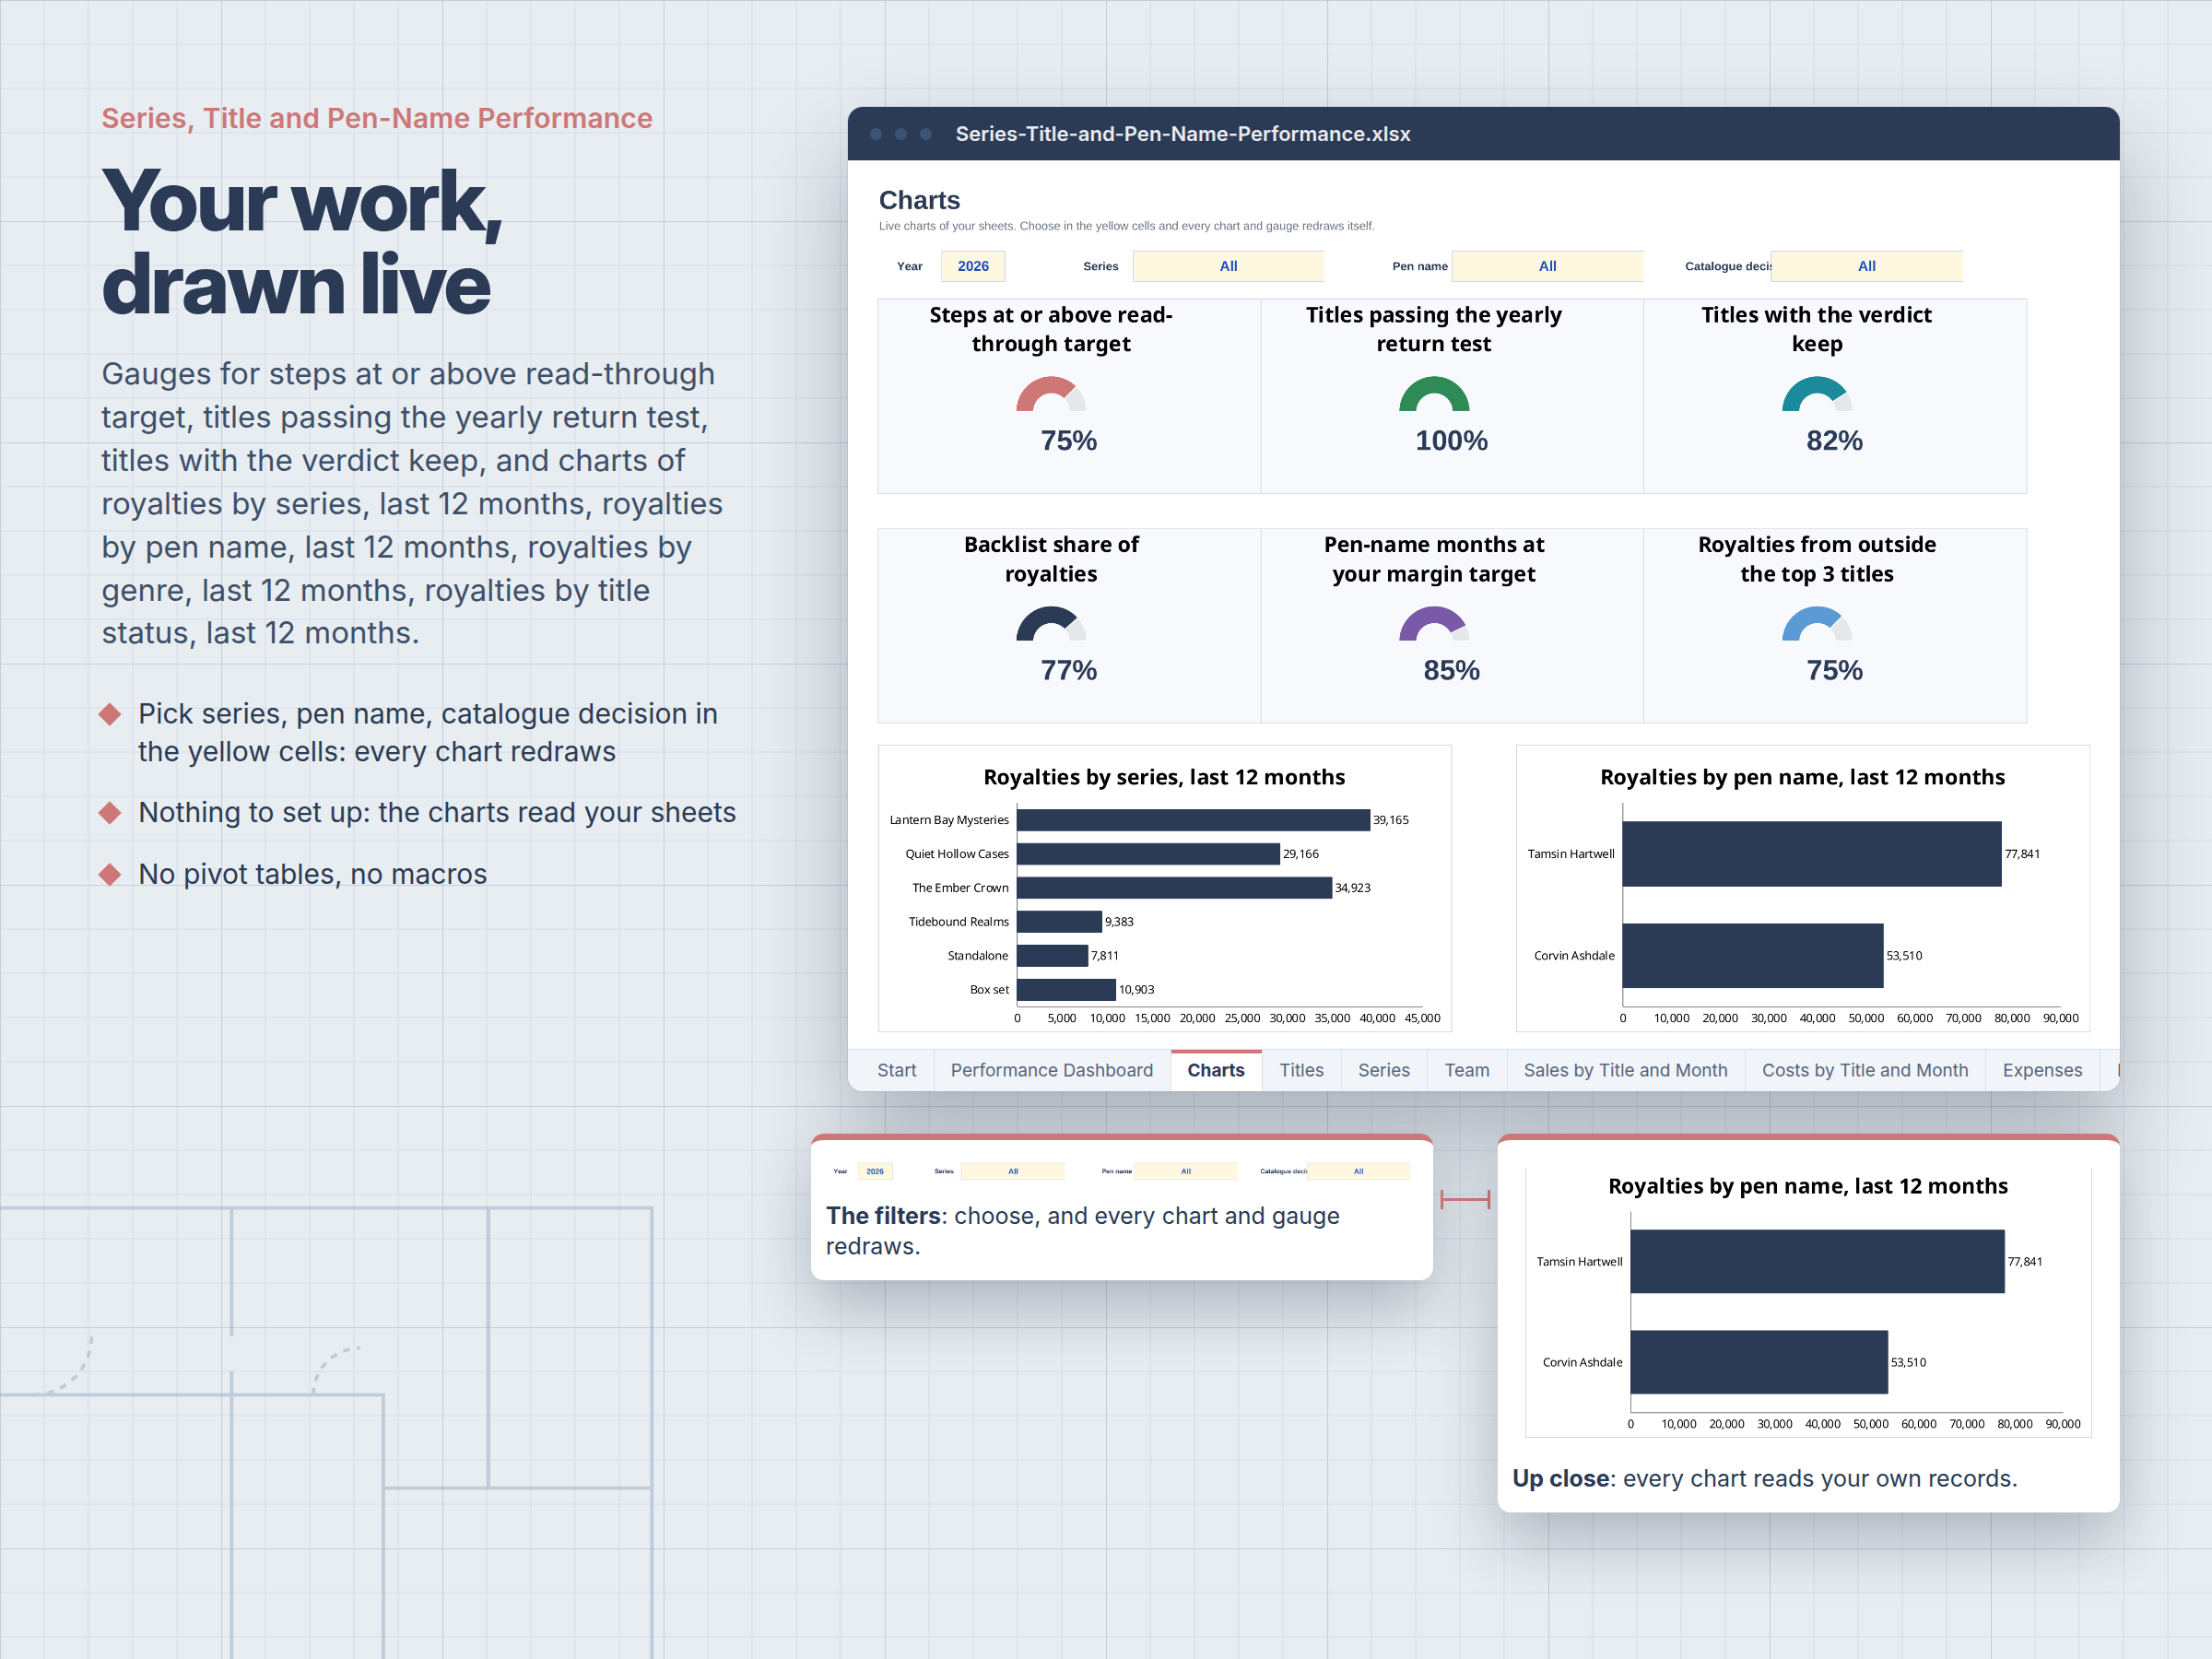 Series, Title and Pen-Name Performance
Your work,
drawn live
Gauges for steps at or above read-through
target, titles passing the yearly return test,
titles with the verdict keep, and charts of
royalties by series, last 12 months, royalties
by pen name, last 12 months, royalties by
genre, last 12 months, royalties by title
status, last 12 months.
Pick series, pen name, catalogue decision in
the yellow cells: every chart redraws
Nothing to set up: the charts read your sheets
No pivot tables, no macros
Series-Title-and-Pen-Name-Performance.xlsx
Charts
Live charts of your sheets. Choose in the yellow cells and every chart and gauge redraws itself.
Year 2026 Series All Pen name All Catalogue decis All
Steps at or above read-
through target
75%
Titles passing the yearly
return test
100%
Titles with the verdict
keep
82%
Backlist share of
royalties
77%
Pen-name months at
your margin target
85%
Royalties from outside
the top 3 titles
75%
Royalties by series, last 12 months
Lantern Bay Mysteries 39,165
Quiet Hollow Cases 29,166
The Ember Crown 34,923
Tidebound Realms 9,383
Standalone 7,811
Box set 10,903
0 5,000 10,000 15,000 20,000 25,000 30,000 35,000 40,000 45,000
Royalties by pen name, last 12 months
Tamsin Hartwell 77,841
Corvin Ashdale 53,510
0 10,000 20,000 30,000 40,000 50,000 60,000 70,000 80,000 90,000
Start Performance Dashboard Charts Titles Series Team Sales by Title and Month Costs by Title and Month Expenses
Year 2026 Series All Pen name All Catalogue decis All
The filters: choose, and every chart and gauge
redraws.
Royalties by pen name, last 12 months
Tamsin Hartwell 77,841
Corvin Ashdale 53,510
0 10,000 20,000 30,000 40,000 50,000 60,000 70,000 80,000 90,000
Up close: every chart reads your own records.